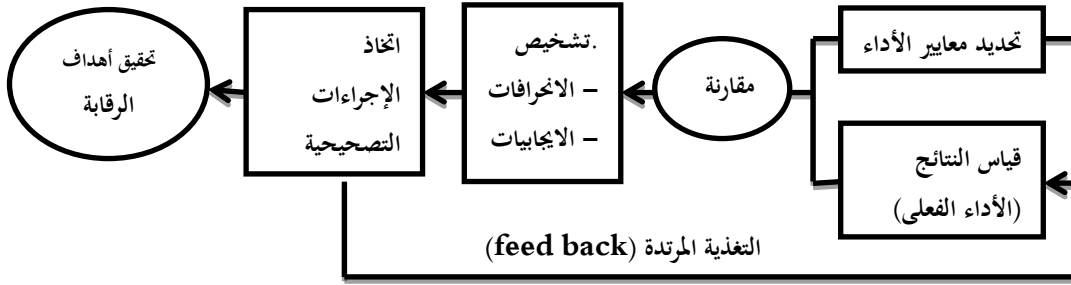 تحديد معايير الأداء
قياس النتائج
(الأداء الفعلى)
مقارنة
.تشخيص
– الانحرافات
– الايجابيات
اتخاذ
الإجراءات
التصحيحية
تحقيق أهداف
الرقابة
التغذية المرتدة (feed back)